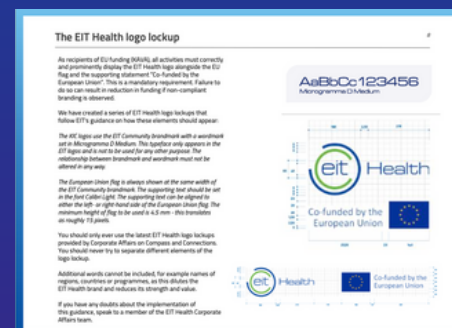 The EIT Health logo lockup
As recipients of EU funding (KAVA), all activities must correctly
and prominently display the EIT Health logo alongside the EU
flag and the supporting statement "Co-funded by the
European Union". This is a mandatory requirement. Failure to
do so can result in reduction in funding if non-compliant
branding is observed.
We have created a series of EIT Health logo lockups that
follow EIT's guidance on how these elements should appear:
The KIC logos use the EIT Community brandmark with a wordmark
set in Microgramma D Medium. This typeface only appears in the
EIT logos and is not to be used for any other purpose. The
relationship between brandmark and wordmark must not be
altered in any way.
The European Union flag is always shown at the same width of
the EIT Community brandmark. The supporting text should be set
in the font Calibri Light. The supporting text can be aligned to
either the left- or right-hand side of the European Union flag. The
minimum height of flag to be used is 4.5 mm - this translates
as roughly 15 pixels.
You should only ever use the latest EIT Health logo lockups
provided by Corporate Affairs on Compass and Connections.
You should never try to separate different elements of the
logo lockup.
Additional words cannot be included, for example names of
regions, countries or programmes, as this dilutes the
EIT Health brand and reduces its strength and value.
If you have any doubts about the implementation of
this guidance, speak to a member of the EIT Health Corporate
Affairs team.
AaBbCc123456
Microgramma D Medium
eit Health
Co-funded by the
European Union
eit Health
Co-funded by the
European Union